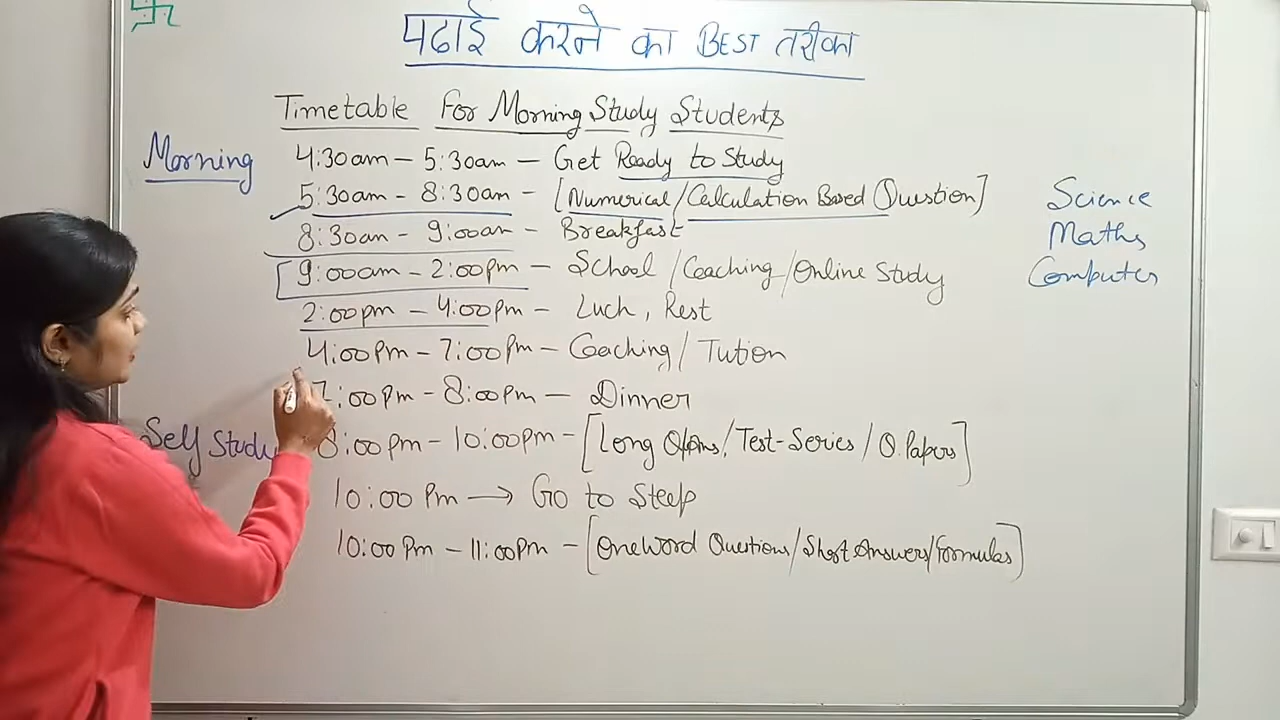 पढाई करने का BEST तरीका
Timetable For Morning Study Students
Morning
4:30am – 5:30am – Get Ready to Study
5:30am - 8:30am - [Numerical/Calculation Based Question]
8:30am - 9:00am - Breakfast
9:00am - 2:00pm – School /Coaching/Online Study
2:00pm - 4:00pm - Luch, Rest
4:00pm - 7:00pm – Coaching/ Tution
7:00pm - 8:00pm — Dinner
Self Study 8:00pm - 10:00pm - [Long /Test-Series / Q.Papers]
10:00 Pm → Go to Sleep
10:00 Pm – 11:00pm – [One Word Questions/Short Answers/Formulas]
Science
Maths
Computer